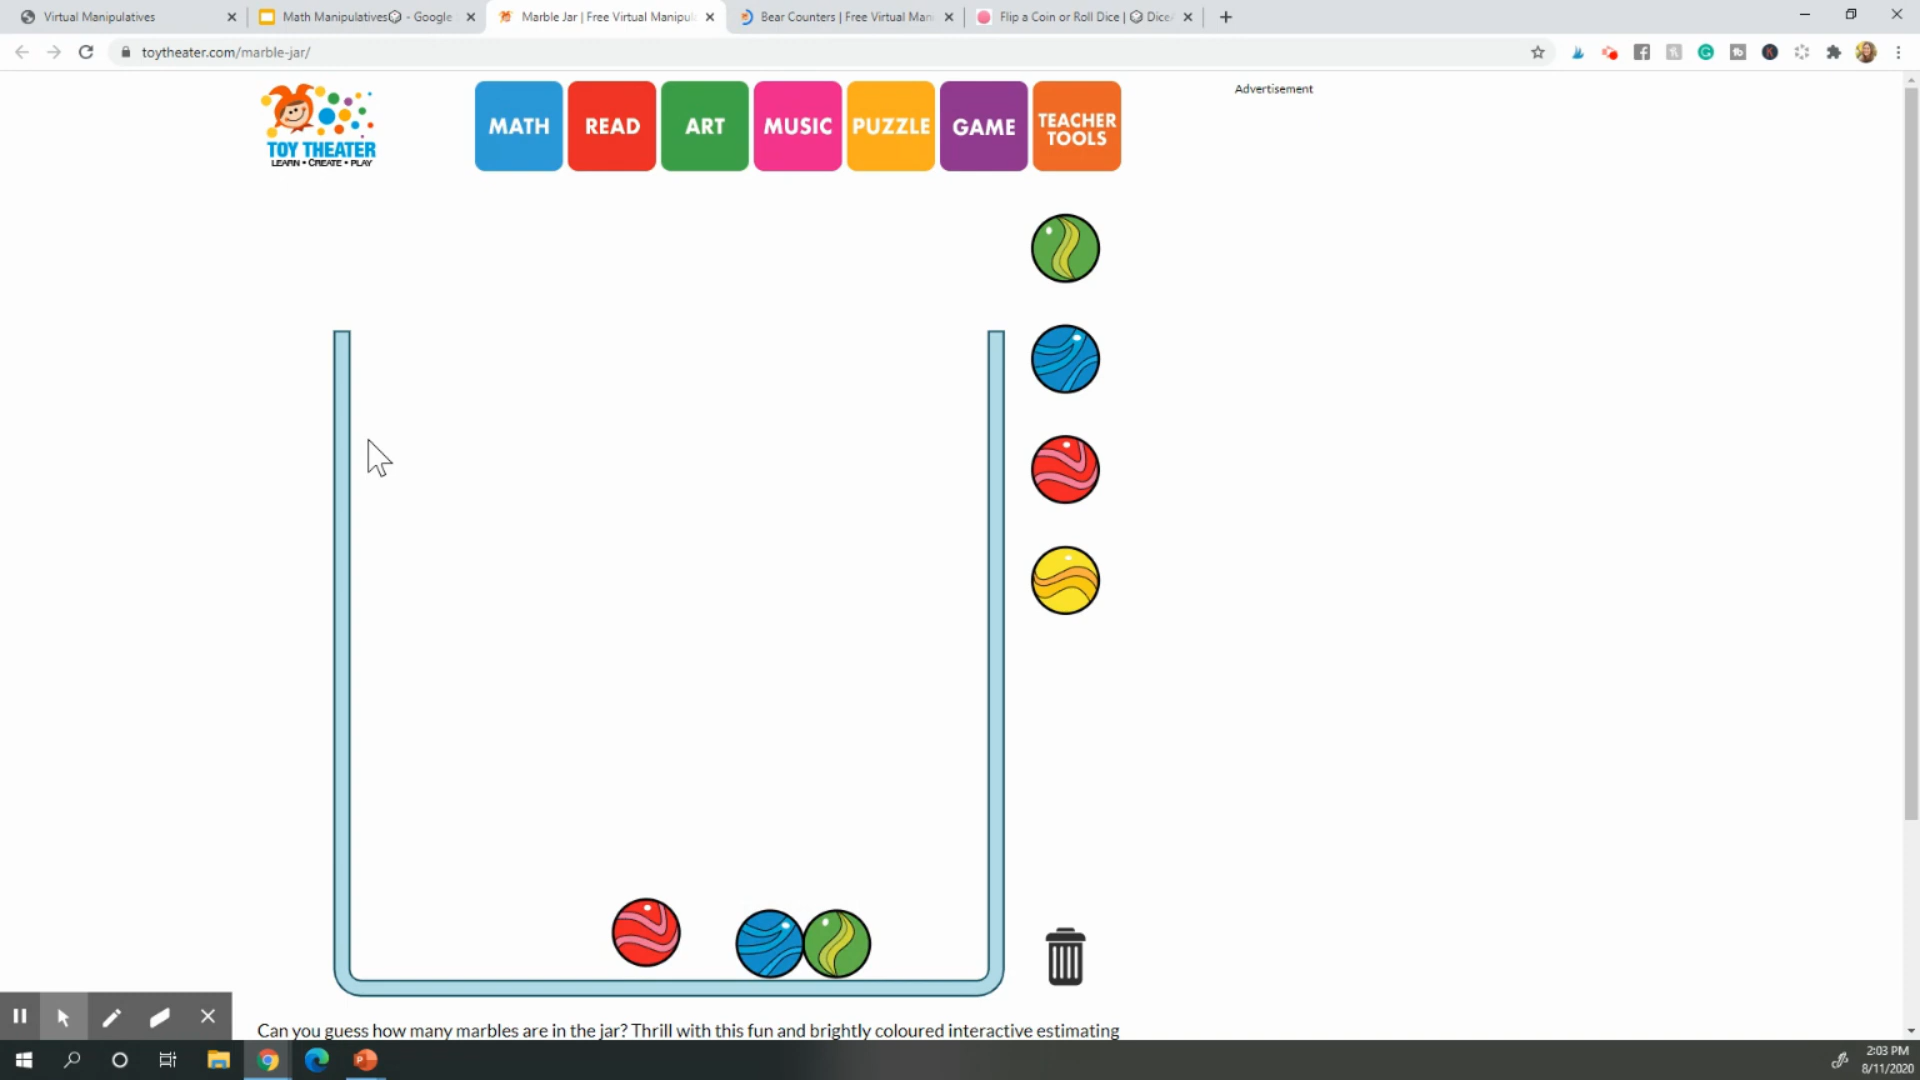 Virtual Manipulatives
Math Manipulatives - Google
Marble Jar | Free Virtual Manipul
Bear Counters | Free Virtual Man
Flip a Coin or Roll Dice | Dice
toytheater.com/marble-jar/
TOY THEATER
LEARN • CREATE • PLAY
MATH
READ
ART
MUSIC
PUZZLE
GAME
TEACHER
TOOLS
Advertisement
Can you guess how many marbles are in the jar? Thrill with this fun and brightly coloured interactive estimating
2:03 PM
8/11/2020